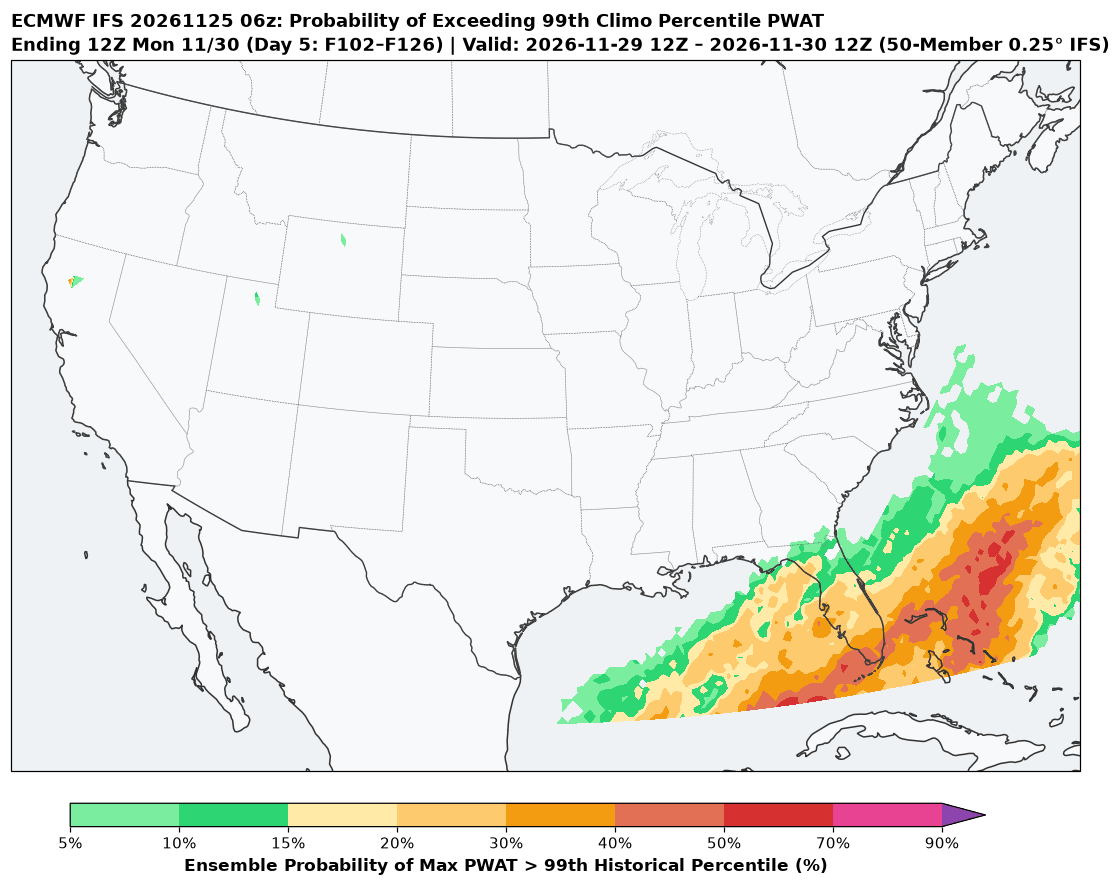 ECMWF IFS 20261125 06z: Probability of Exceeding 99th Climo Percentile PWAT
Ending 12Z Mon 11/30 (Day 5: F102–F126) | Valid: 2026-11-29 12Z – 2026-11-30 12Z (50-Member 0.25° IFS)
5% 10% 15% 20% 30% 40% 50% 70% 90%
Ensemble Probability of Max PWAT > 99th Historical Percentile (%)